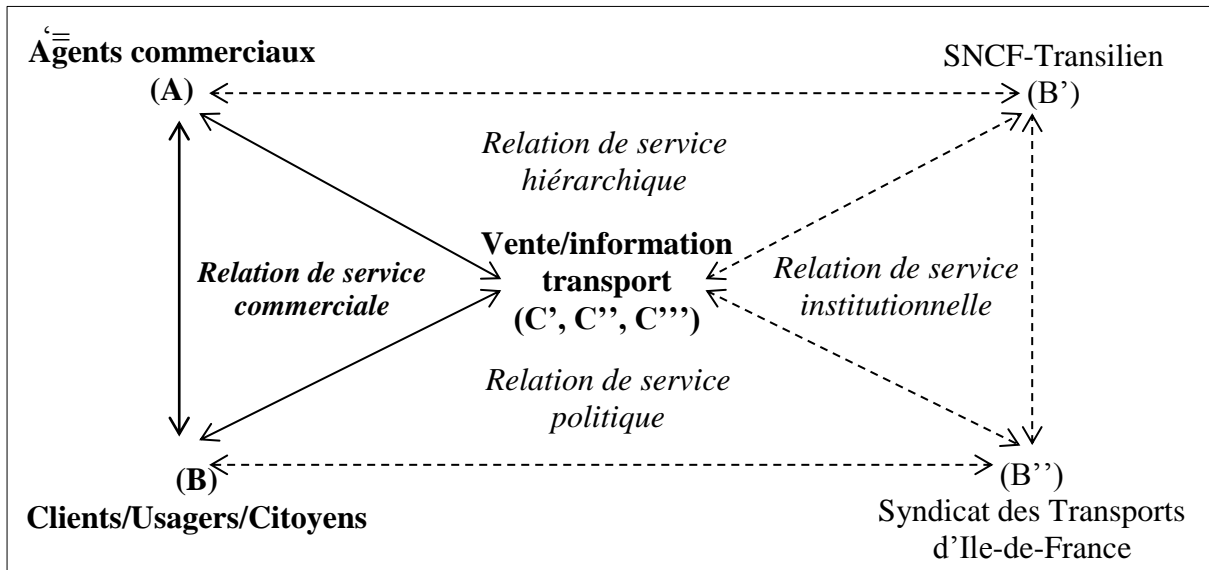 ‘=
Agents commerciaux
(A)
SNCF-Transilien
(B’)
Relation de service
hiérarchique
Vente/information
transport
(C’, C’’, C’’’)
Relation de service
commerciale
Relation de service
institutionnelle
Relation de service
politique
(B)
Clients/Usagers/Citoyens
(B’’)
Syndicat des Transports
d’Ile-de-France